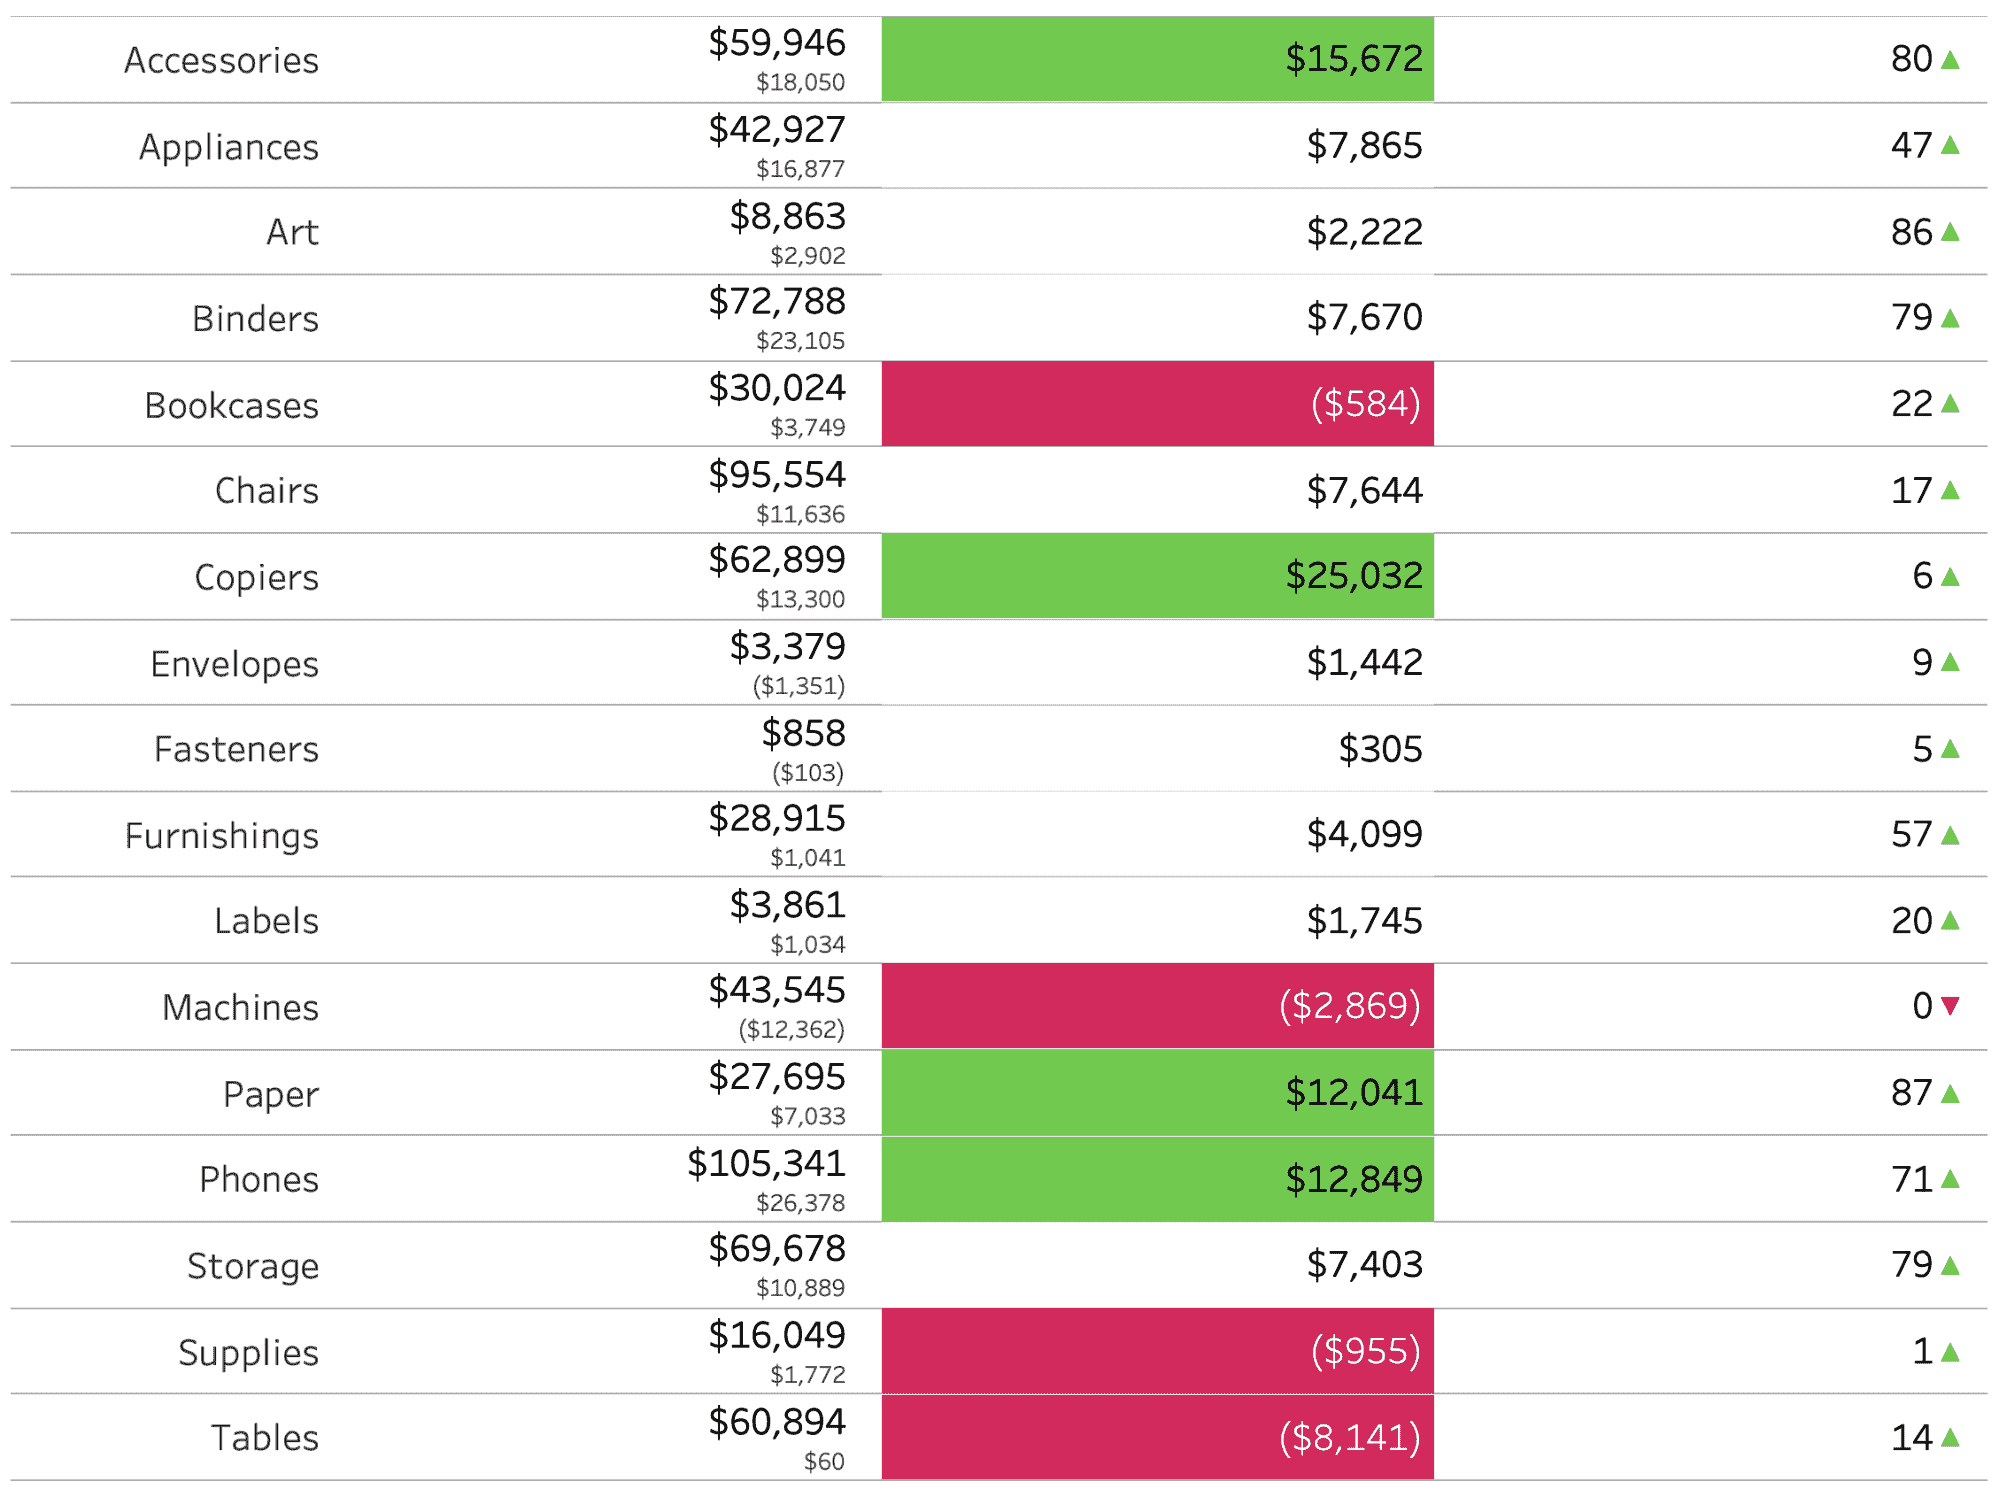 Accessories $59,946 $15,672 80▲
$18,050
Appliances $42,927 $7,865 47▲
$16,877
Art $8,863 $2,222 86▲
$2,902
Binders $72,788 $7,670 79▲
$23,105
Bookcases $30,024 ($584) 22▲
$3,749
Chairs $95,554 $7,644 17▲
$11,636
Copiers $62,899 $25,032 6▲
$13,300
Envelopes $3,379 $1,442 9▲
($1,351)
Fasteners $858 $305 5▲
($103)
Furnishings $28,915 $4,099 57▲
$1,041
Labels $3,861 $1,745 20▲
$1,034
Machines $43,545 ($2,869) 0▼
($12,362)
Paper $27,695 $12,041 87▲
$7,033
Phones $105,341 $12,849 71▲
$26,378
Storage $69,678 $7,403 79▲
$10,889
Supplies $16,049 ($955) 1▲
$1,772
Tables $60,894 ($8,141) 14▲
$60